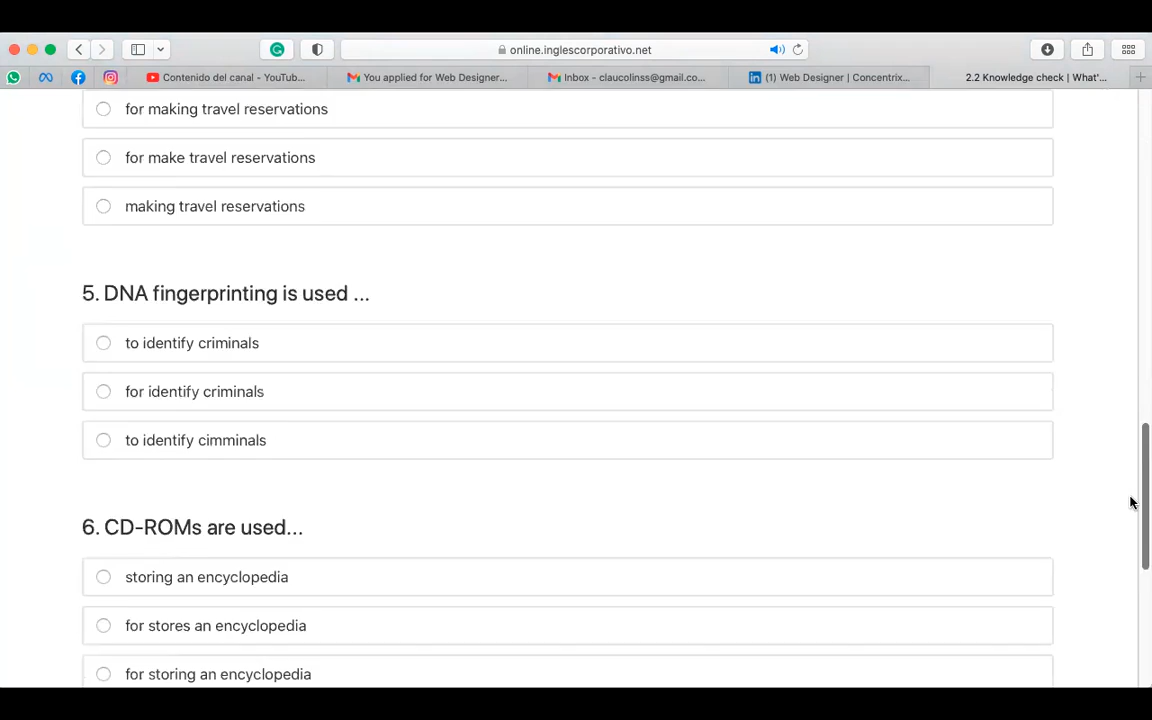 online.inglescorporativo.net
Contenido del canal - YouTub...
You applied for Web Designer...
Inbox - claucolinss@gmail.co...
(1) Web Designer | Concentrix...
2.2 Knowledge check | What'...
for making travel reservations
for make travel reservations
making travel reservations
5. DNA fingerprinting is used ...
to identify criminals
for identify criminals
to identify cimminals
6. CD-ROMs are used...
storing an encyclopedia
for stores an encyclopedia
for storing an encyclopedia